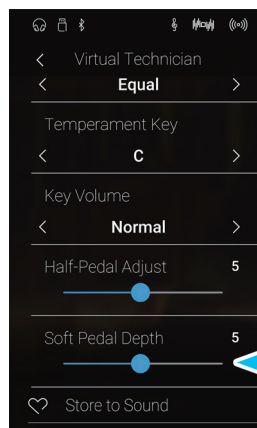 Virtual Technician
Equal
Temperament Key
C
Key Volume
Normal
Half-Pedal Adjust 5
Soft Pedal Depth 5
Store to Sound